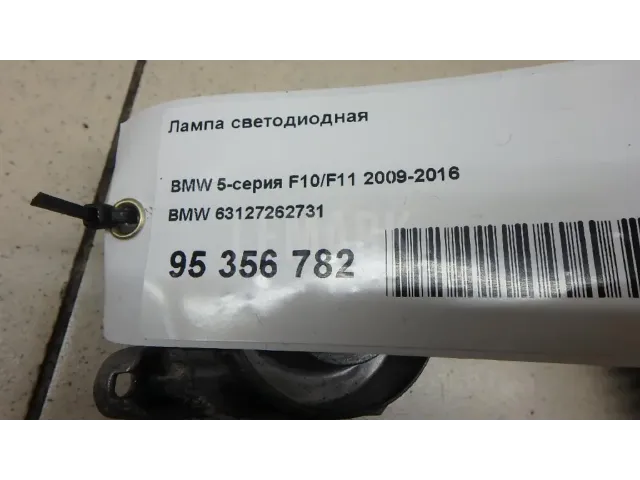 Лампа светодиодная
BMW 5-серия F10/F11 2009-2016
BMW 63127262731
95 356 782